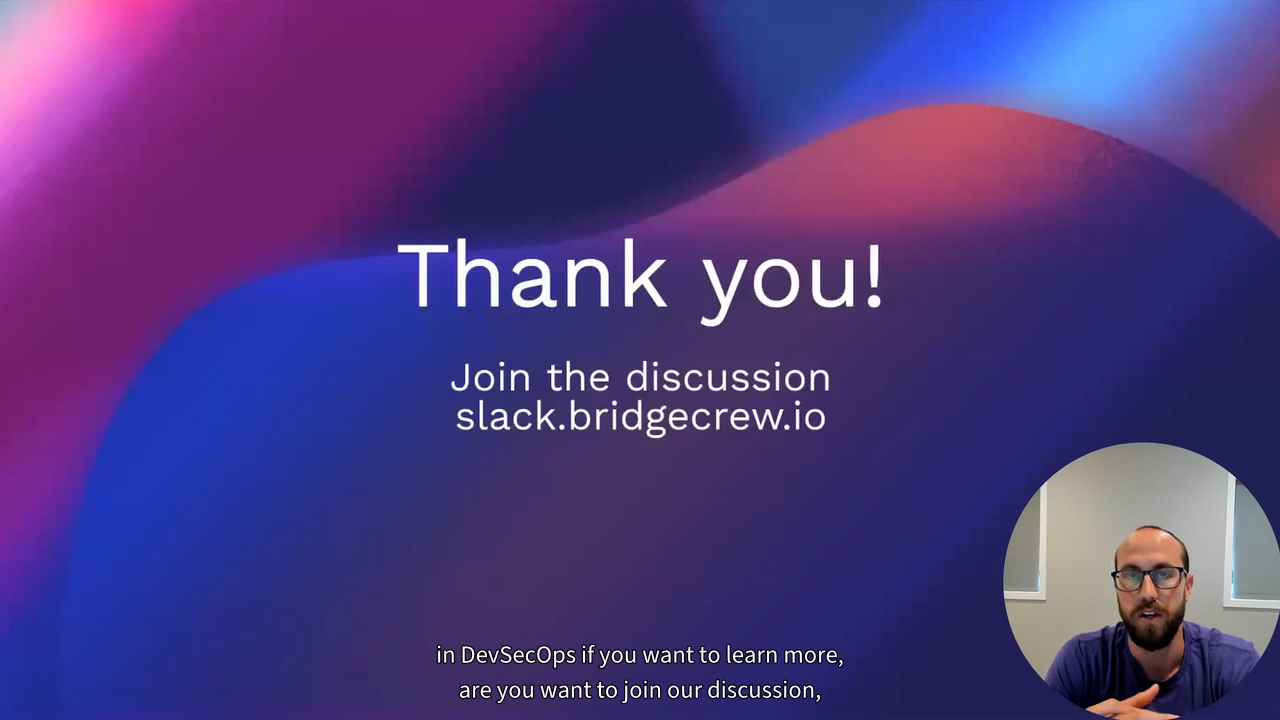 Thank you!
Join the discussion
slack.bridgecrew.io
in DevSecOps if you want to learn more,
are you want to join our discussion,